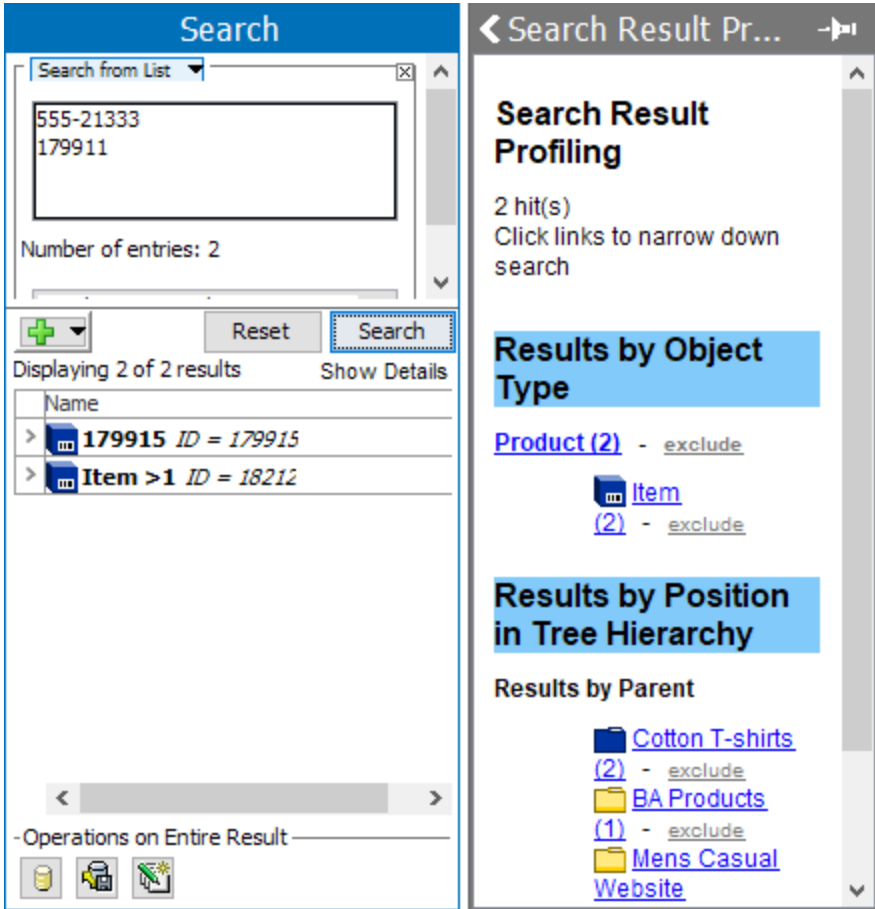 Search
Search from List
555-21333
179911
Number of entries: 2
Reset
Search
Displaying 2 of 2 results
Show Details
Name
179915 ID = 179915
Item >1 ID = 18212
Operations on Entire Result
Search Result Pr...
Search Result
Profiling
2 hit(s)
Click links to narrow down
search
Results by Object
Type
Product (2) - exclude
Item
(2) - exclude
Results by Position
in Tree Hierarchy
Results by Parent
Cotton T-shirts
(2) - exclude
BA Products
(1) - exclude
Mens Casual
Website